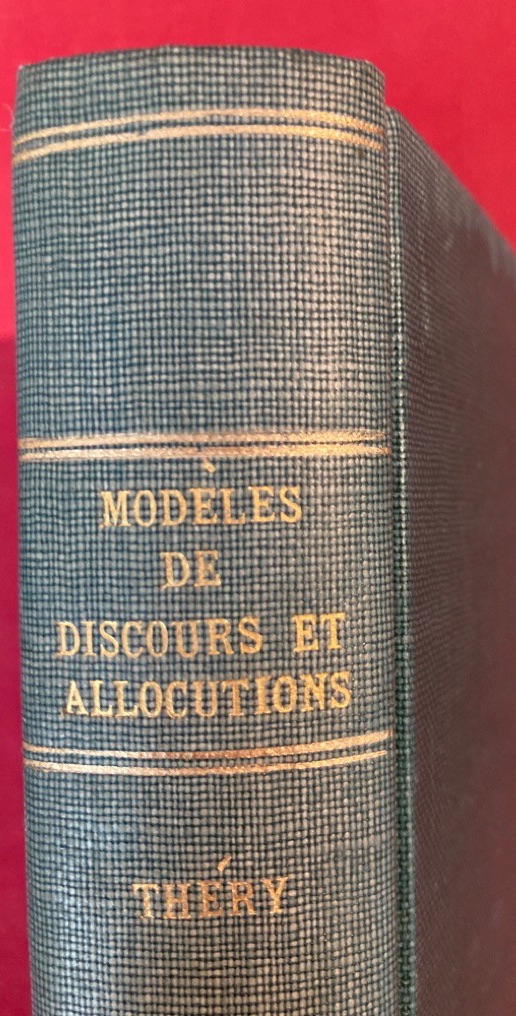 MODÈLES
DE
DISCOURS ET
ALLOCUTIONS
THÉRY